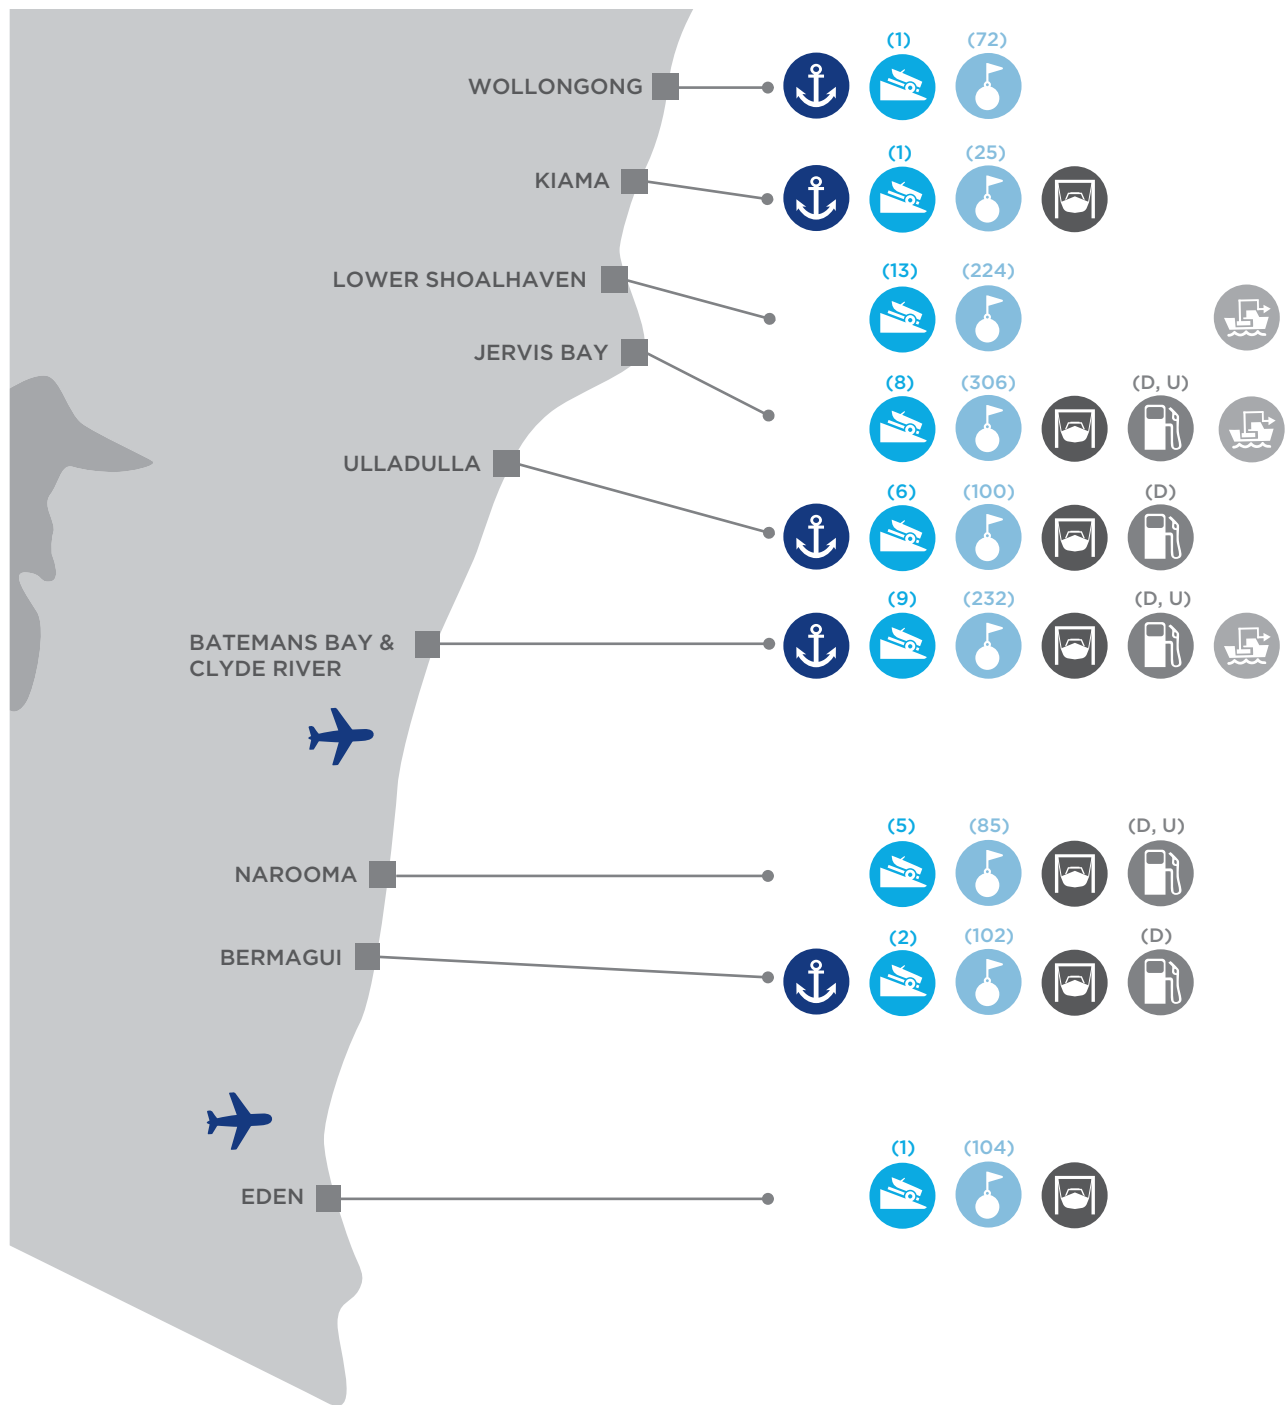 (1) (72)
WOLLONGONG
(1) (25)
KIAMA
(13) (224)
LOWER SHOALHAVEN
JERVIS BAY
(8) (306) (D, U)
ULLADULLA
(6) (100) (D)
(9) (232) (D, U)
BATEMANS BAY &
CLYDE RIVER
(5) (85) (D, U)
NAROOMA
(2) (102) (D)
BERMAGUI
(1) (104)
EDEN